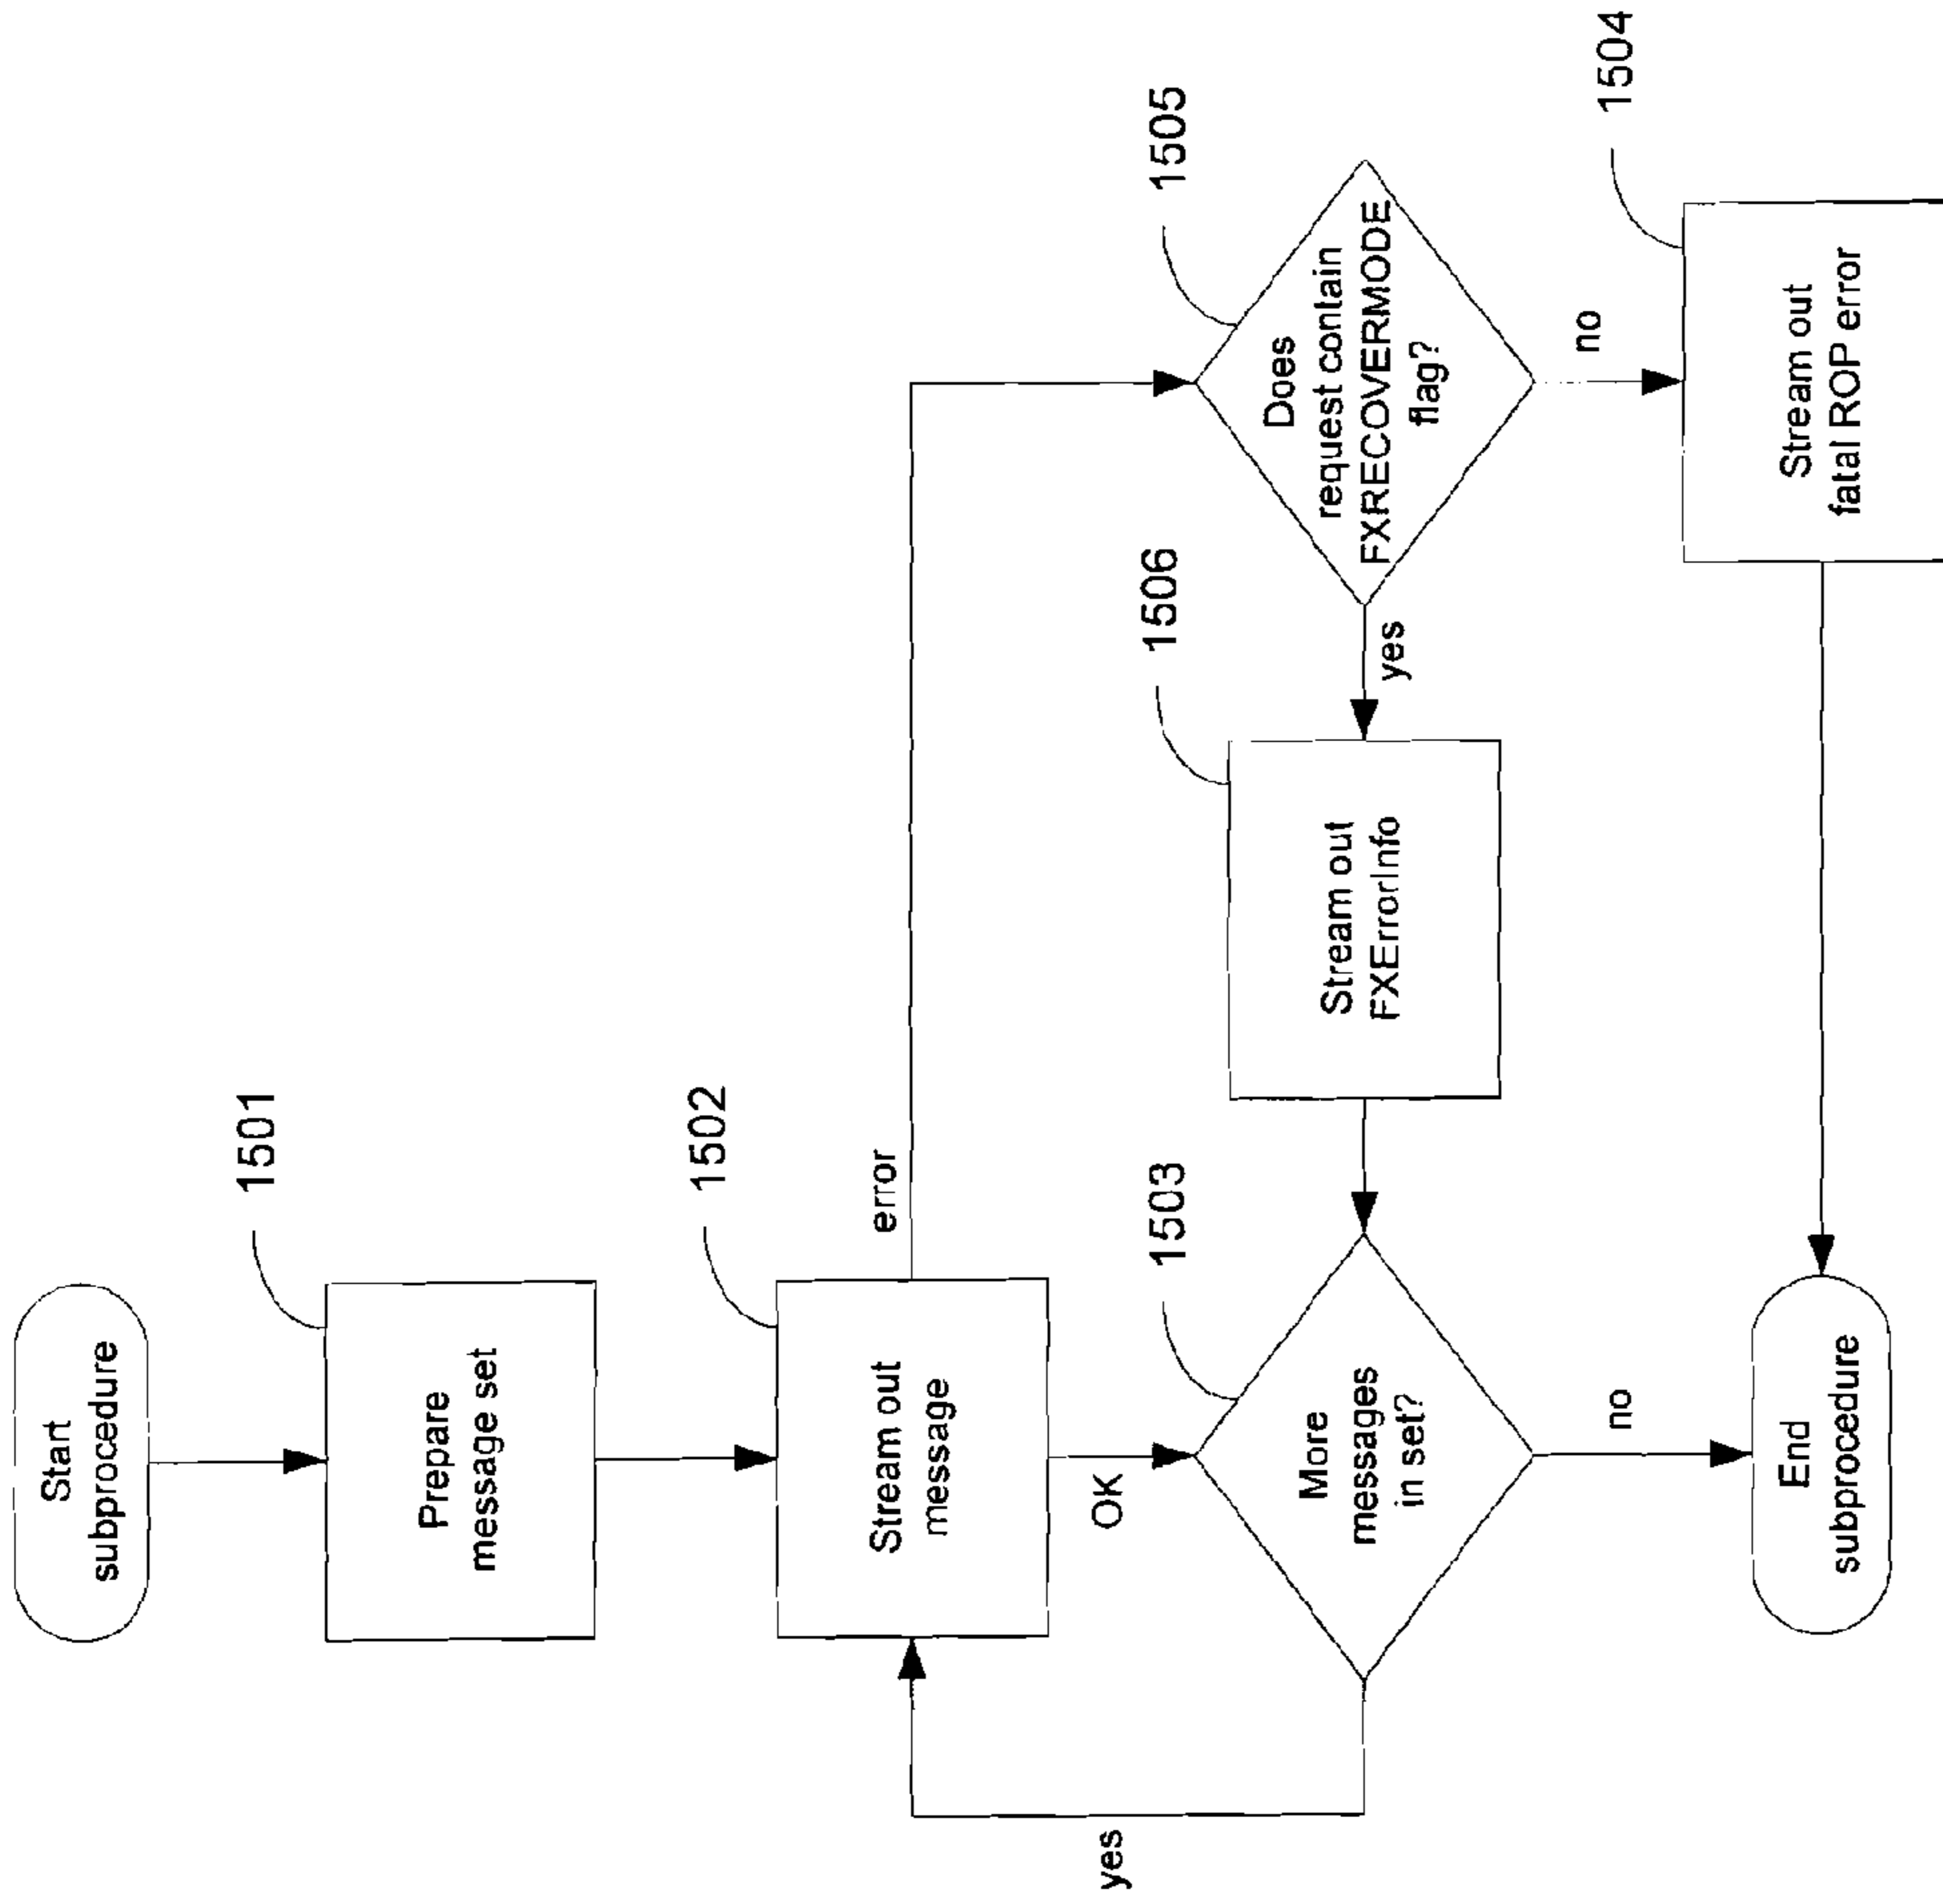 Start
subprocedure
1501
Prepare
message set
1502
Stream out
message
error
OK
1503
More
messages
in set?
yes
no
End
subprocedure
1505
Does
request contain
FXRECOVERMODE
flag?
yes
no
1506
Stream out
FXErrorInfo
1504
Stream out
fatal ROP error